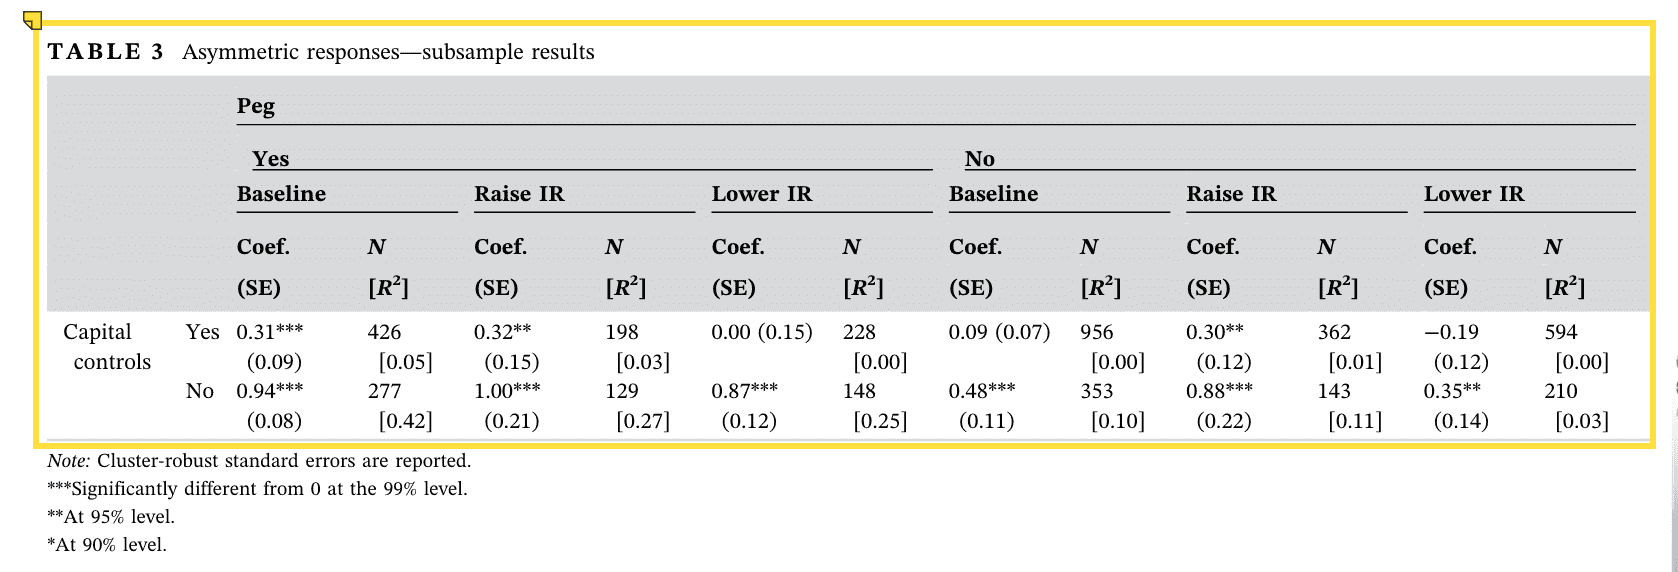 TABLE 3 Asymmetric responses—subsample results
Peg
Yes No
Baseline Raise IR Lower IR Baseline Raise IR Lower IR
Coef. N Coef. N Coef. N Coef. N Coef. N Coef. N
(SE) [R²] (SE) [R²] (SE) [R²] (SE) [R²] (SE) [R²] (SE) [R²]
Capital Yes 0.31*** 426 0.32** 198 0.00 (0.15) 228 0.09 (0.07) 956 0.30** 362 −0.19 594
controls (0.09) [0.05] (0.15) [0.03] [0.00] [0.00] (0.12) [0.01] (0.12) [0.00]
No 0.94*** 277 1.00*** 129 0.87*** 148 0.48*** 353 0.88*** 143 0.35** 210
(0.08) [0.42] (0.21) [0.27] (0.12) [0.25] (0.11) [0.10] (0.22) [0.11] (0.14) [0.03]
Note: Cluster-robust standard errors are reported.
***Significantly different from 0 at the 99% level.
**At 95% level.
*At 90% level.